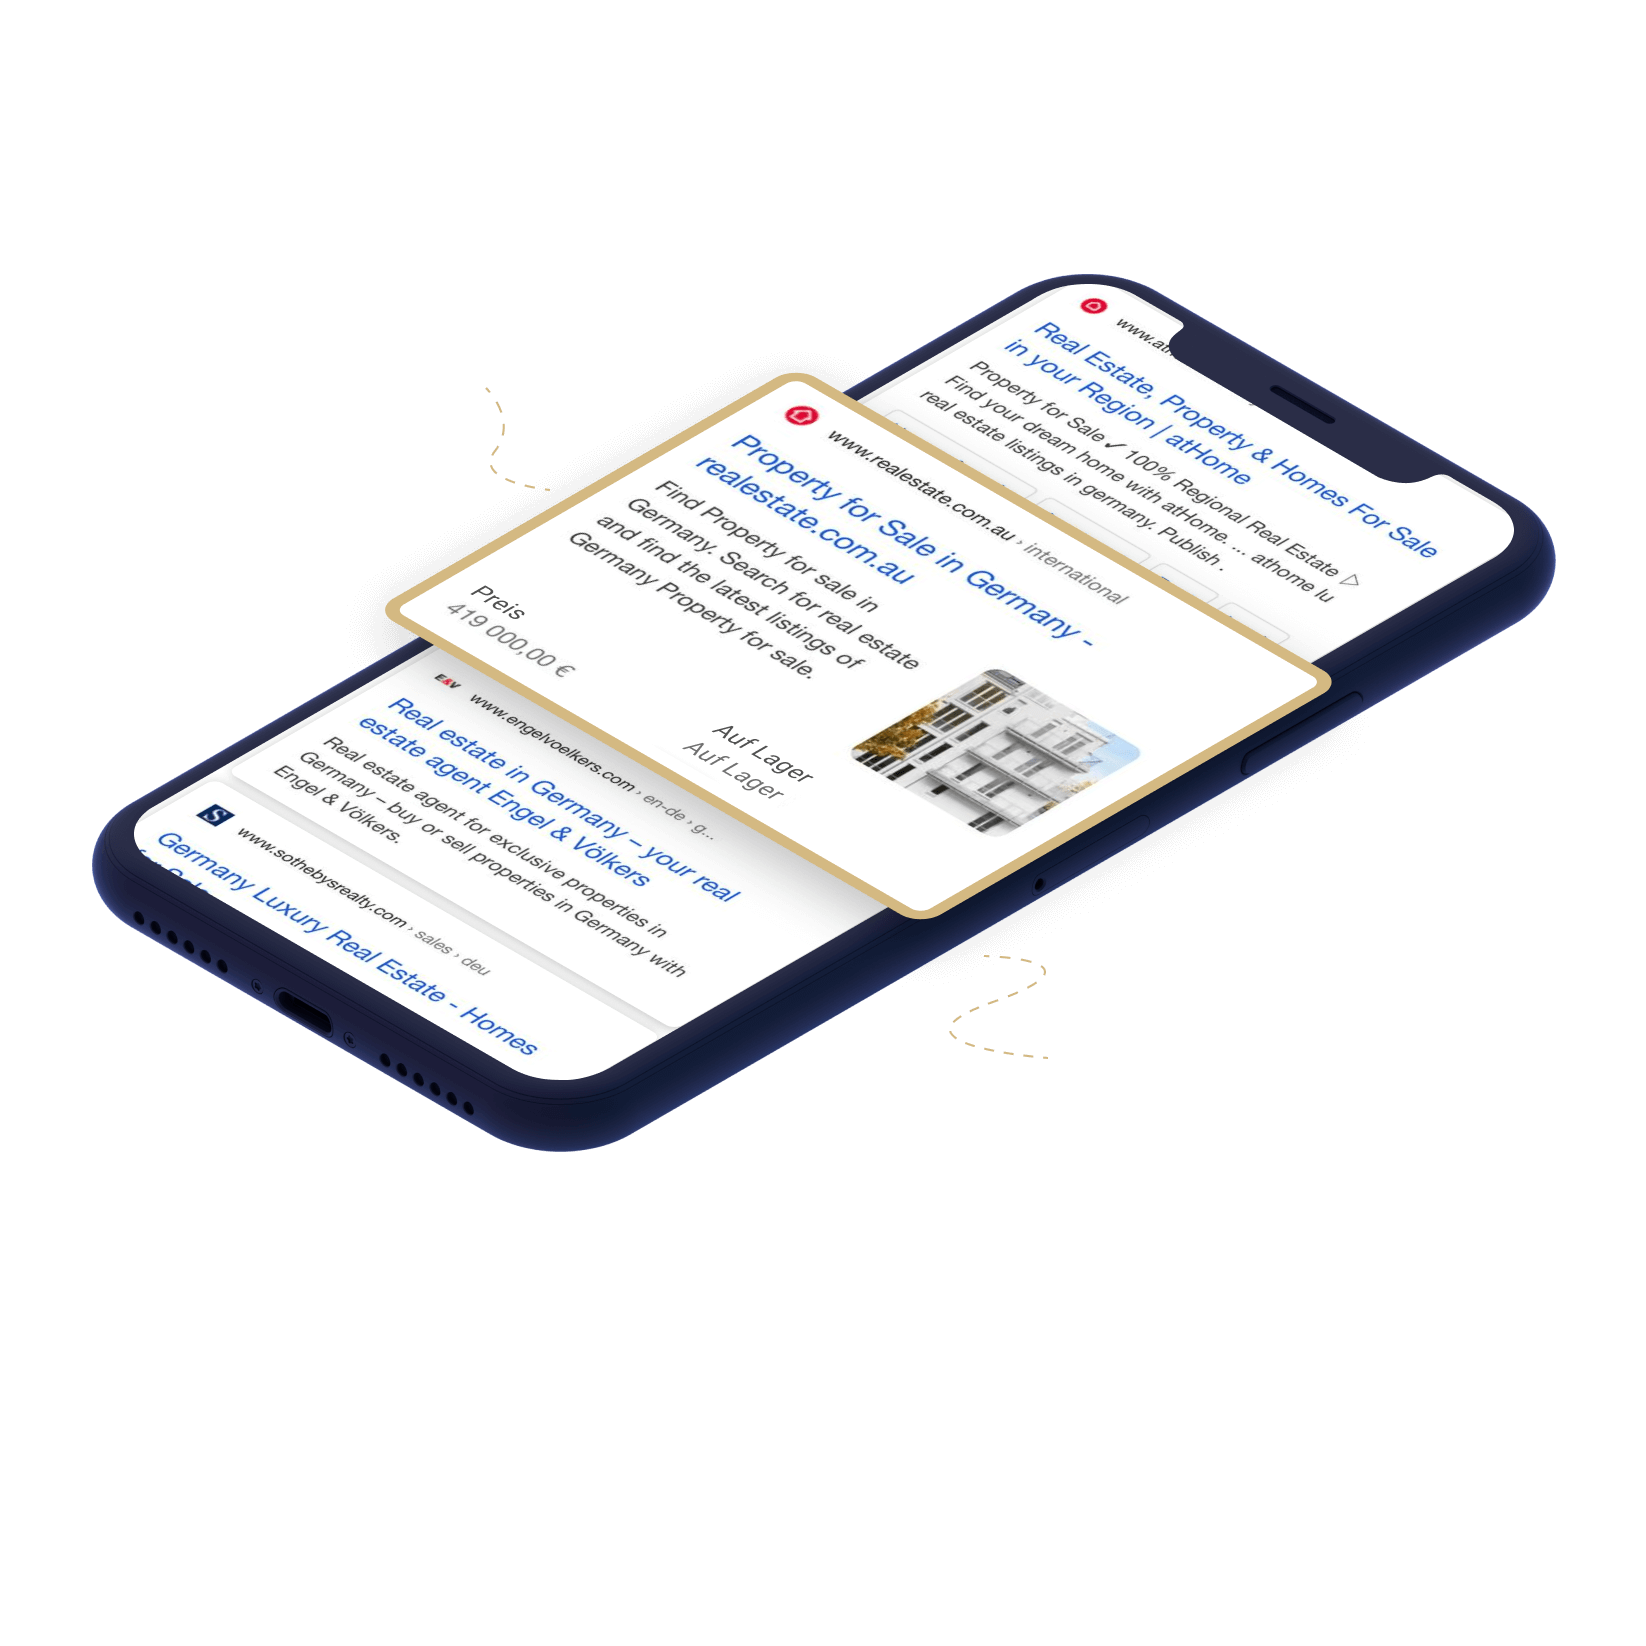 www.at
Real Estate, Property & Homes For Sale
in your Region | atHome
Property for Sale ✓ 100% Regional Real Estate ▷
Find your dream home with atHome. ... athome lu
real estate listings in germany. Publish .
www.realestate.com.au › international
Property for Sale in Germany -
realestate.com.au
Find Property for sale in
Germany. Search for real estate
and find the latest listings of
Germany Property for sale.
Preis
419 000,00 €
Auf Lager
Auf Lager
E&V
www.engelvoelkers.com › en-de › g...
Real estate in Germany – your real
estate agent Engel & Völkers
Real estate agent for exclusive properties in
Germany – buy or sell properties in Germany with
Engel & Völkers.
S
www.sothebysrealty.com › sales › deu
Germany Luxury Real Estate - Homes